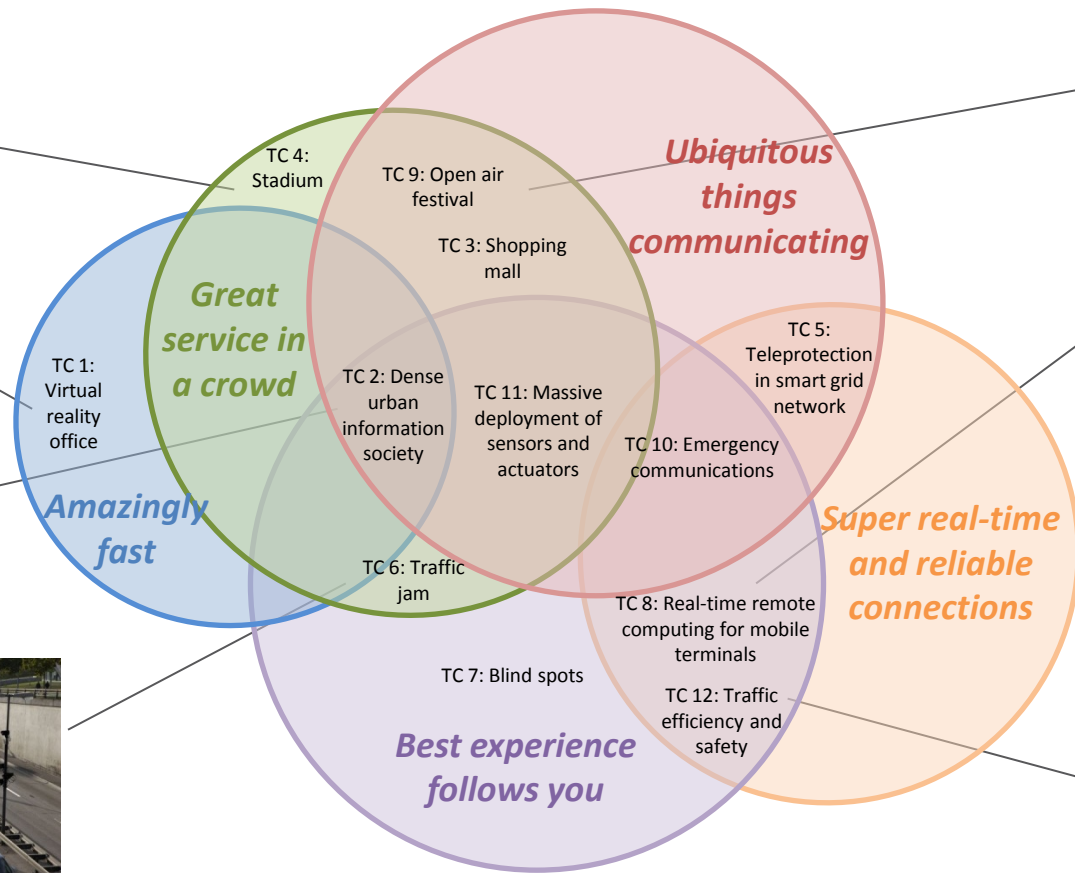 TC 4:
Stadium
TC 9: Open air
festival
Ubiquitous
things
communicating
TC 3: Shopping
mall
Great
service in
a crowd
TC 1:
Virtual
reality
office
TC 2: Dense
urban
information
society
TC 11: Massive
deployment of
sensors and
actuators
TC 5:
Teleprotection
in smart grid
network
TC 10: Emergency
communications
Amazingly
fast
Super real-time
and reliable
connections
TC 6: Traffic
jam
TC 8: Real-time remote
computing for mobile
terminals
TC 7: Blind spots
TC 12: Traffic
efficiency and
safety
Best experience
follows you